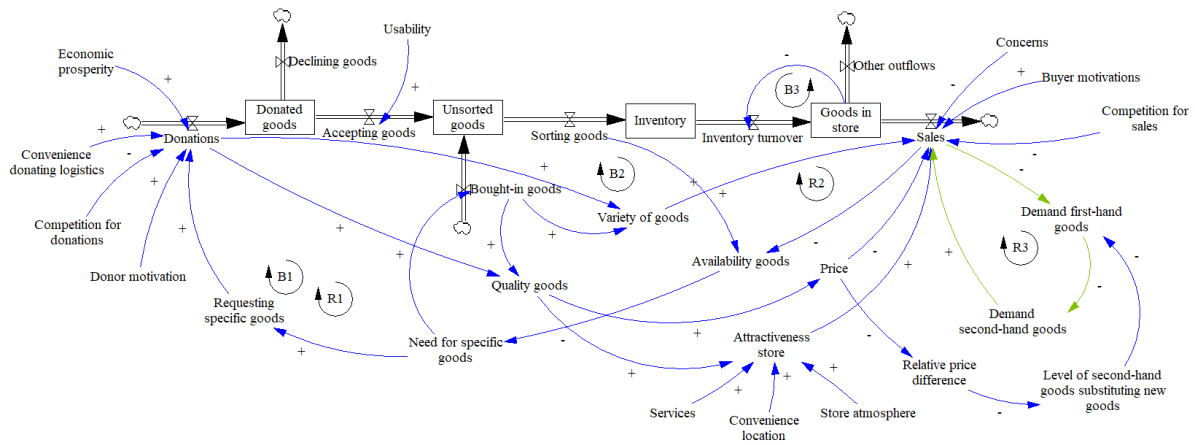 Economic
prosperity
Declining goods
Usability
Donated
goods
Accepting goods
Unsorted
goods
Sorting goods
Inventory
Inventory turnover
B3
Goods in
store
Other outflows
Concerns
Buyer motivations
Competition for
sales
Sales
Donations
Convenience
donating logistics
Competition for
donations
Donor motivation
Bought-in goods
B2
Variety of goods
R2
Availability goods
Price
Demand first-hand
goods
R3
Demand
second-hand goods
B1
R1
Requesting
specific goods
Quality goods
Need for specific
goods
Attractiveness
store
Relative price
difference
Level of second-hand
goods substituting new
goods
Services
Convenience
location
Store atmosphere